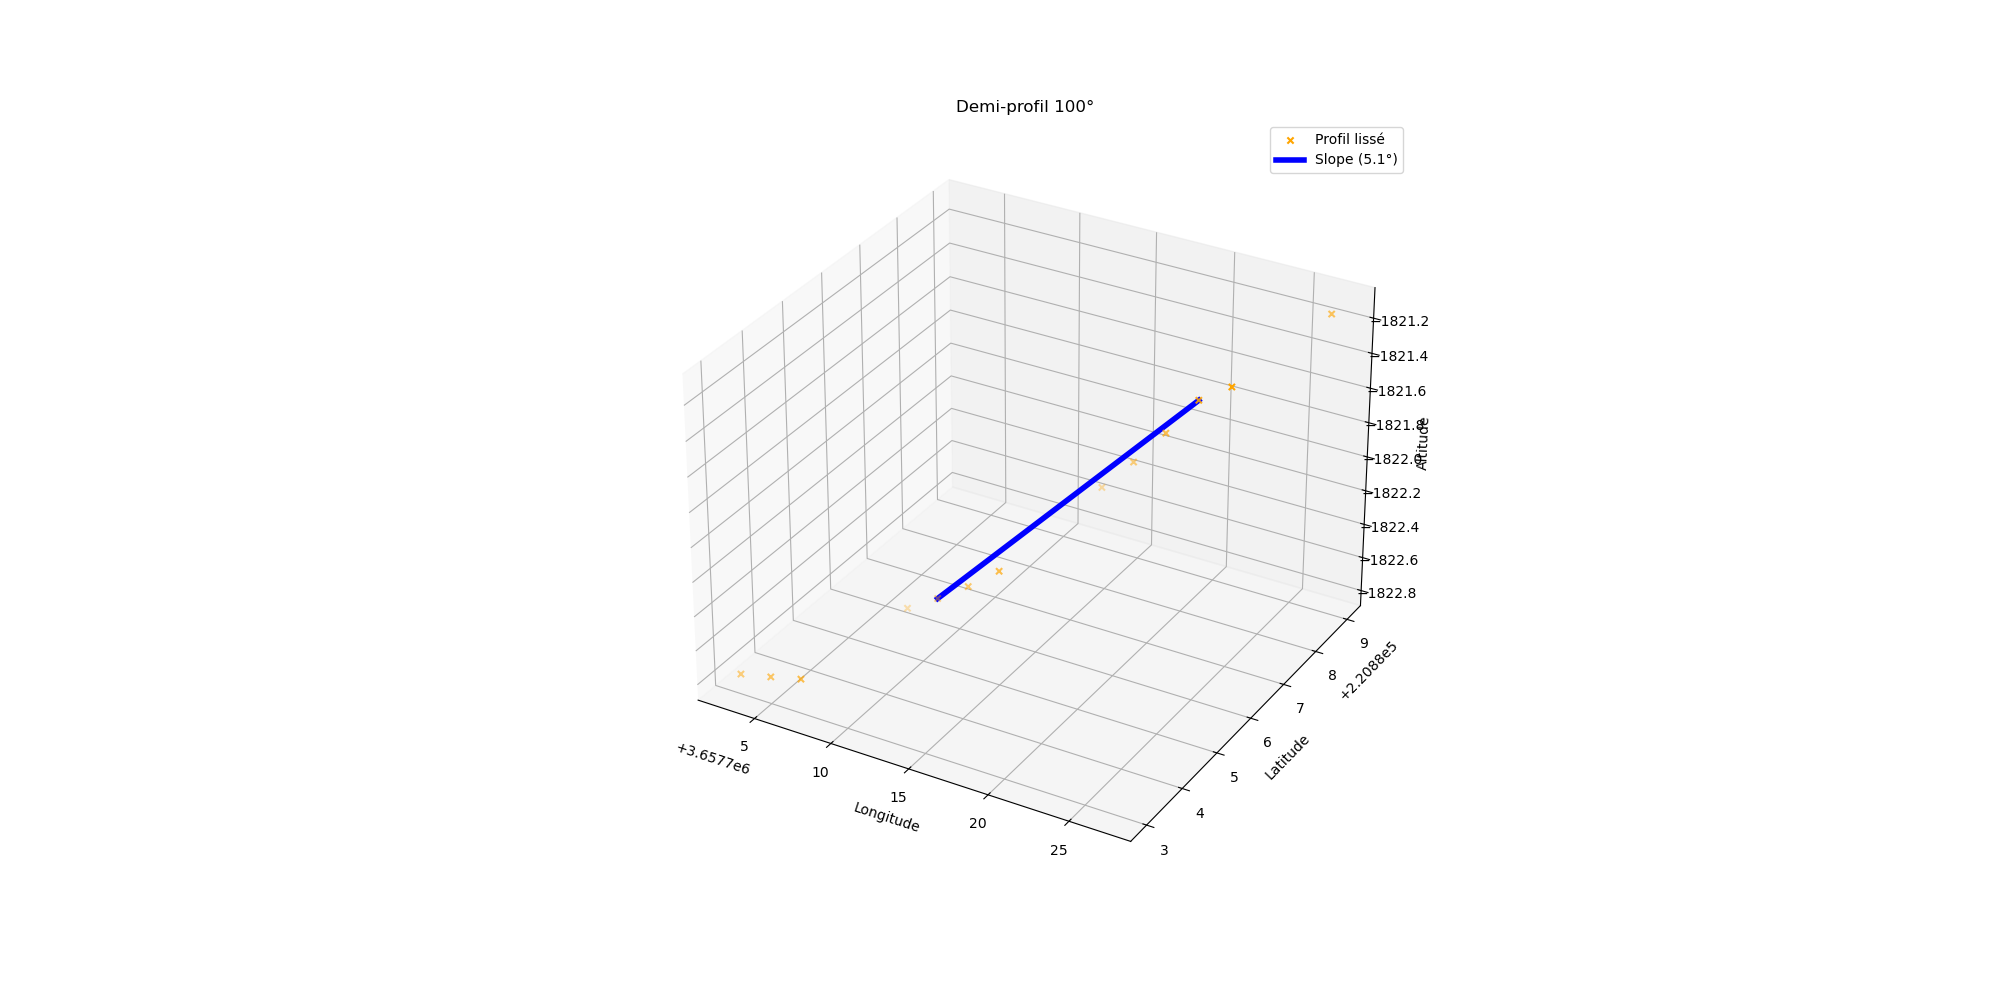 Demi-profil 100°
Profil lissé
Slope (5.1°)
−1821.2
−1821.4
−1821.6
−1821.8
−1822.0
−1822.2
−1822.4
−1822.6
−1822.8
Altitude
9
8
7
6
5
4
3
+2.2088e5
Latitude
5
10
15
20
25
+3.6577e6
Longitude